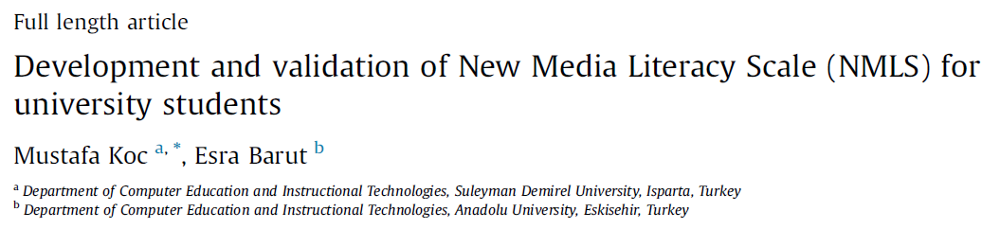 Full length article
Development and validation of New Media Literacy Scale (NMLS) for
university students
Mustafa Koc a, *, Esra Barut b
a Department of Computer Education and Instructional Technologies, Suleyman Demirel University, Isparta, Turkey
b Department of Computer Education and Instructional Technologies, Anadolu University, Eskisehir, Turkey